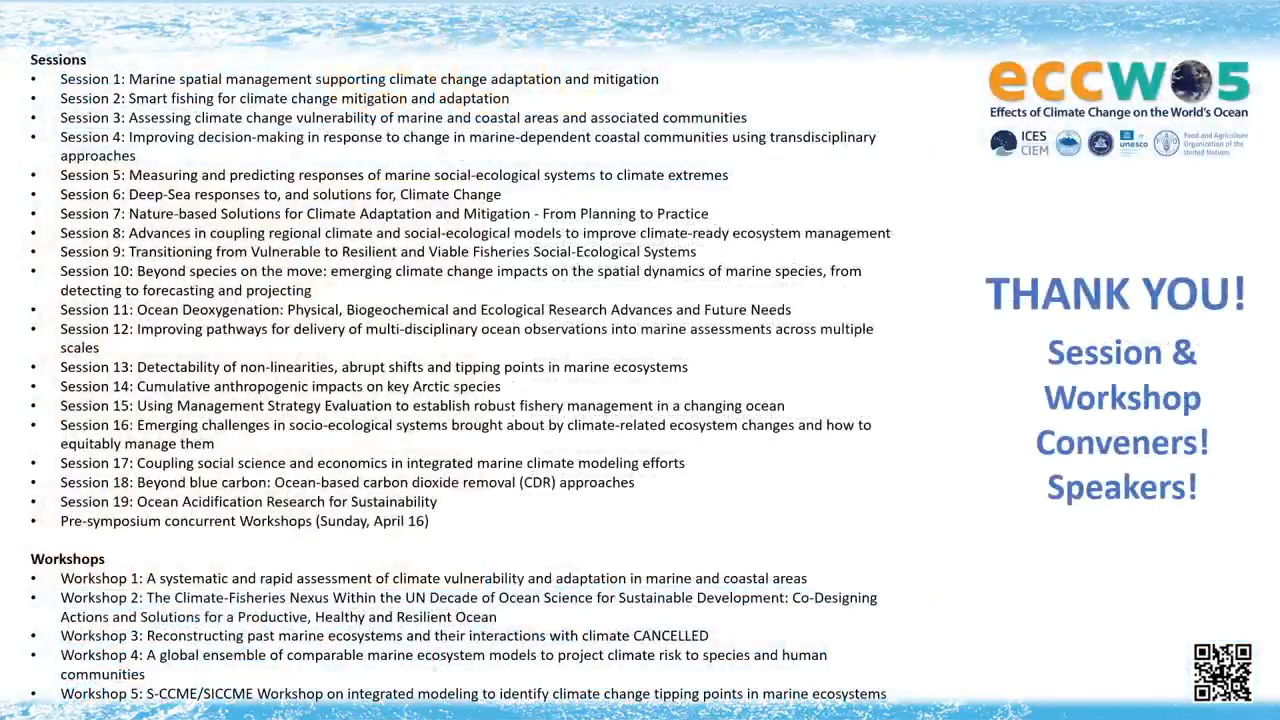 Sessions
• Session 1: Marine spatial management supporting climate change adaptation and mitigation
• Session 2: Smart fishing for climate change mitigation and adaptation
• Session 3: Assessing climate change vulnerability of marine and coastal areas and associated communities
• Session 4: Improving decision-making in response to change in marine-dependent coastal communities using transdisciplinary
approaches
• Session 5: Measuring and predicting responses of marine social-ecological systems to climate extremes
• Session 6: Deep-Sea responses to, and solutions for, Climate Change
• Session 7: Nature-based Solutions for Climate Adaptation and Mitigation - From Planning to Practice
• Session 8: Advances in coupling regional climate and social-ecological models to improve climate-ready ecosystem management
• Session 9: Transitioning from Vulnerable to Resilient and Viable Fisheries Social-Ecological Systems
• Session 10: Beyond species on the move: emerging climate change impacts on the spatial dynamics of marine species, from
detecting to forecasting and projecting
• Session 11: Ocean Deoxygenation: Physical, Biogeochemical and Ecological Research Advances and Future Needs
• Session 12: Improving pathways for delivery of multi-disciplinary ocean observations into marine assessments across multiple
scales
• Session 13: Detectability of non-linearities, abrupt shifts and tipping points in marine ecosystems
• Session 14: Cumulative anthropogenic impacts on key Arctic species
• Session 15: Using Management Strategy Evaluation to establish robust fishery management in a changing ocean
• Session 16: Emerging challenges in socio-ecological systems brought about by climate-related ecosystem changes and how to
equitably manage them
• Session 17: Coupling social science and economics in integrated marine climate modeling efforts
• Session 18: Beyond blue carbon: Ocean-based carbon dioxide removal (CDR) approaches
• Session 19: Ocean Acidification Research for Sustainability
• Pre-symposium concurrent Workshops (Sunday, April 16)
Workshops
• Workshop 1: A systematic and rapid assessment of climate vulnerability and adaptation in marine and coastal areas
• Workshop 2: The Climate-Fisheries Nexus Within the UN Decade of Ocean Science for Sustainable Development: Co-Designing
Actions and Solutions for a Productive, Healthy and Resilient Ocean
• Workshop 3: Reconstructing past marine ecosystems and their interactions with climate CANCELLED
• Workshop 4: A global ensemble of comparable marine ecosystem models to project climate risk to species and human
communities
• Workshop 5: S-CCME/SICCME Workshop on integrated modeling to identify climate change tipping points in marine ecosystems
eccwo5
Effects of Climate Change on the World's Ocean
ICES
CIEM
unesco
Food and Agriculture
Organization of the
United Nations
THANK YOU!
Session &
Workshop
Conveners!
Speakers!